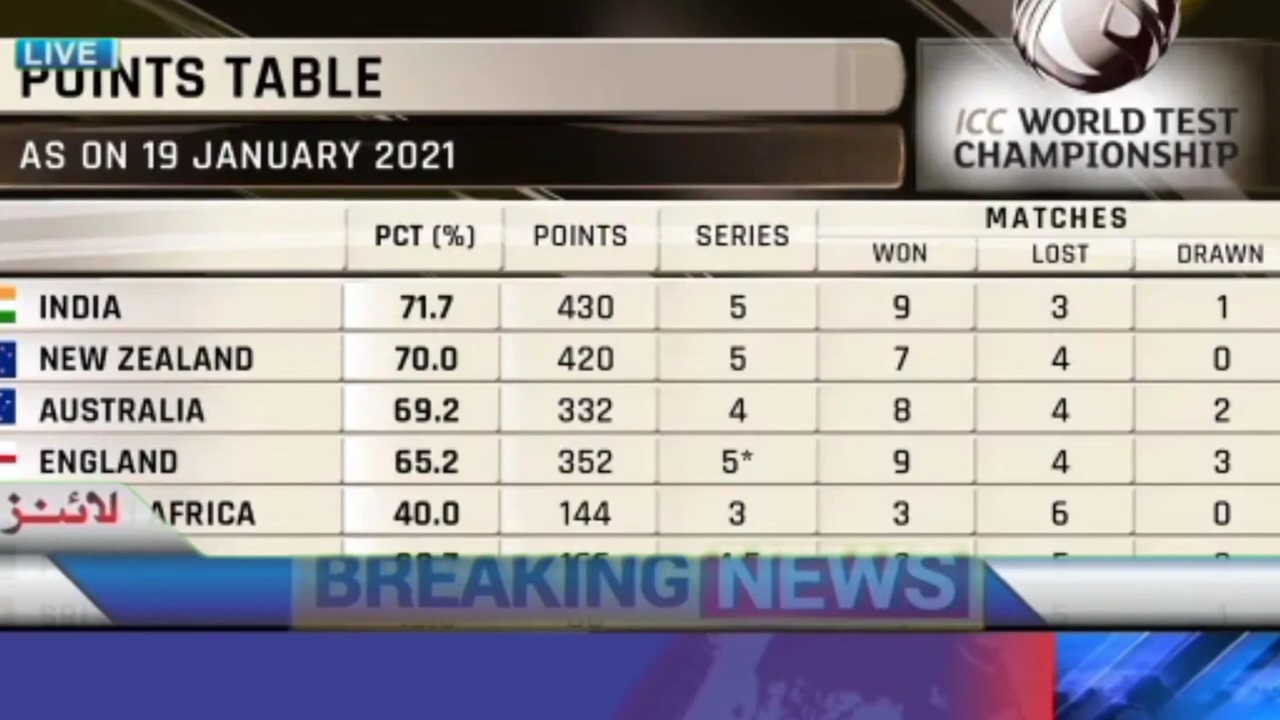 LIVE
POINTS TABLE
AS ON 19 JANUARY 2021
ICC WORLD TEST
CHAMPIONSHIP
PCT (%) POINTS SERIES MATCHES
WON LOST DRAWN
INDIA 71.7 430 5 9 3 1
NEW ZEALAND 70.0 420 5 7 4 0
AUSTRALIA 69.2 332 4 8 4 2
ENGLAND 65.2 352 5* 9 4 3
AFRICA 40.0 144 3 3 6 0
لائنز
BREAKING NEWS